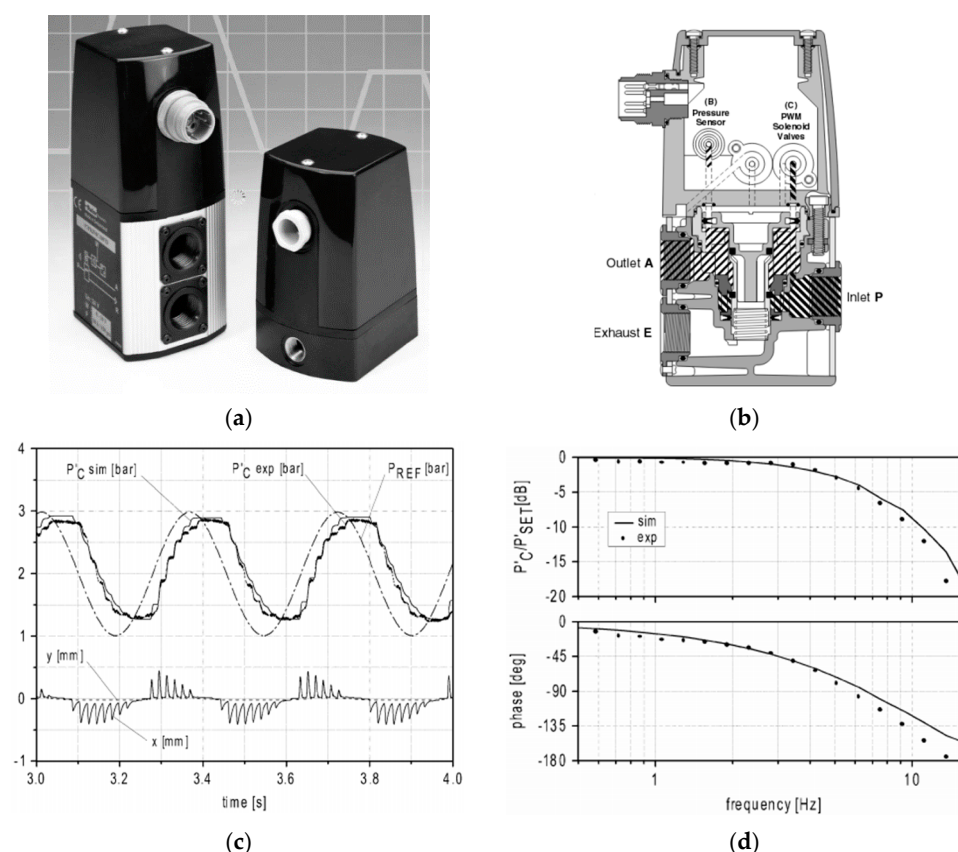 (a)
(B)
Pressure
Sensor
(C)
PWM
Solenoid
Valves
Outlet A
Inlet P
Exhaust E
(b)
4
3
2
1
0
-1
P'C sim [bar]
P'C exp [bar]
PREF [bar]
y [mm]
x [mm]
3.0 3.2 3.4 3.6 3.8 4.0
time [s]
(c)
P'C/P'SET[dB]
0
-5
-10
-15
-20
sim
exp
phase [deg]
0
-45
-90
-135
-180
1 10
frequency [Hz]
(d)